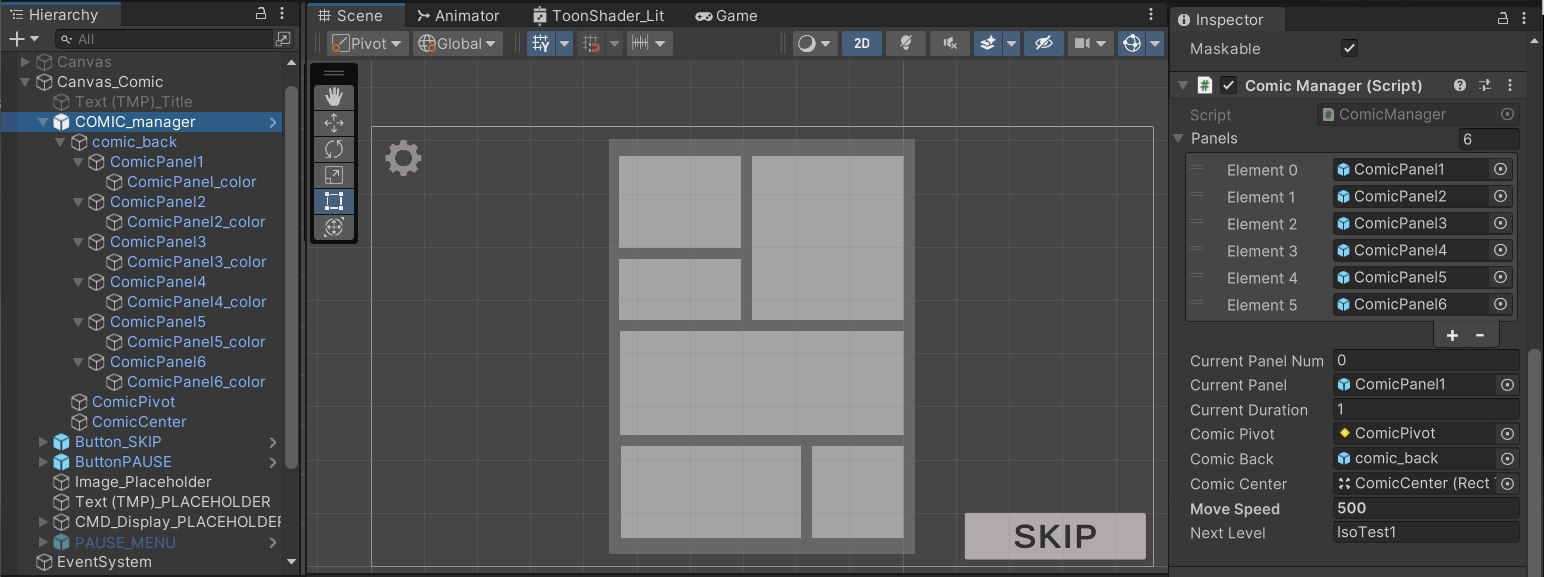 Hierarchy
All
Canvas
Canvas_Comic
Text (TMP)_Title
COMIC_manager
comic_back
ComicPanel1
ComicPanel_color
ComicPanel2
ComicPanel2_color
ComicPanel3
ComicPanel3_color
ComicPanel4
ComicPanel4_color
ComicPanel5
ComicPanel5_color
ComicPanel6
ComicPanel6_color
ComicPivot
ComicCenter
Button_SKIP
ButtonPAUSE
Image_Placeholder
Text (TMP)_PLACEHOLDER
CMD_Display_PLACEHOLDER
PAUSE_MENU
EventSystem
Scene Animator ToonShader_Lit Game
Pivot Global 2D
SKIP
Inspector
Maskable
Comic Manager (Script)
Script ComicManager
Panels 6
Element 0 ComicPanel1
Element 1 ComicPanel2
Element 2 ComicPanel3
Element 3 ComicPanel4
Element 4 ComicPanel5
Element 5 ComicPanel6
+ -
Current Panel Num 0
Current Panel ComicPanel1
Current Duration 1
Comic Pivot ComicPivot
Comic Back comic_back
Comic Center ComicCenter (Rect
Move Speed 500
Next Level IsoTest1